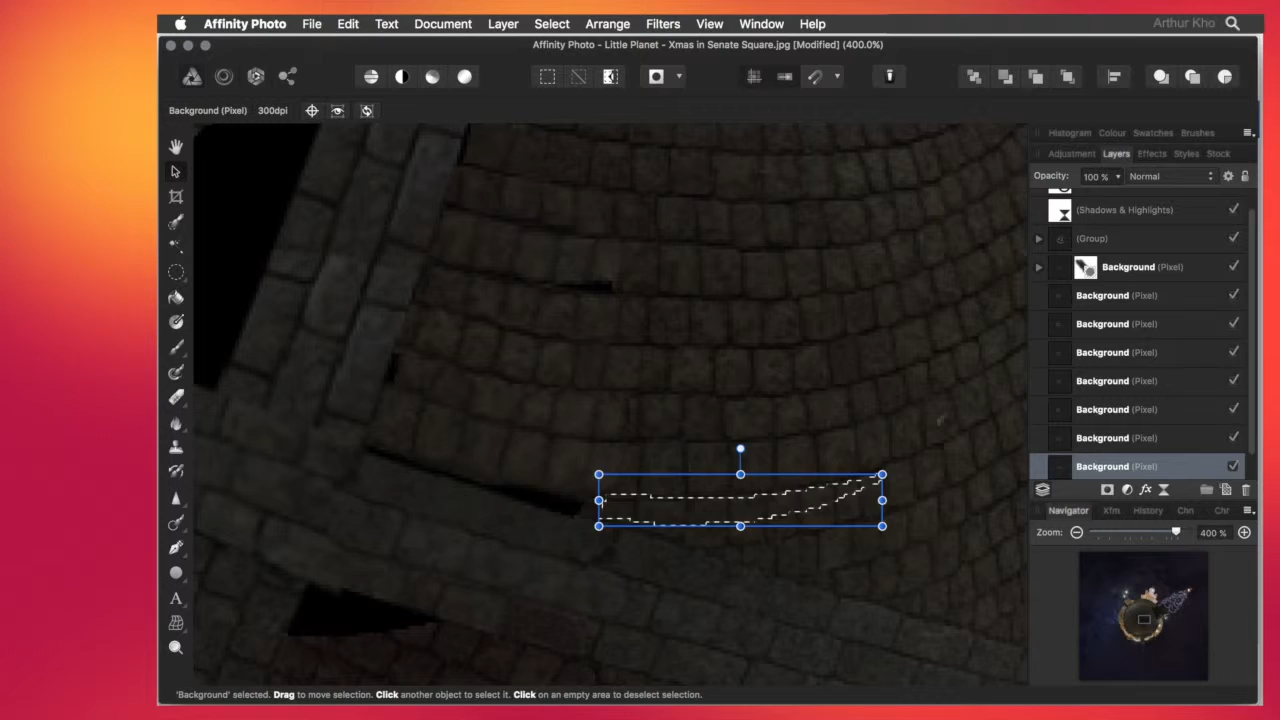 Affinity Photo File Edit Text Document Layer Select Arrange Filters View Window Help Arthur Kho
Affinity Photo - Little Planet - Xmas in Senate Square.jpg [Modified] (400.0%)
Background (Pixel) 300dpi
Histogram Colour Swatches Brushes
Adjustment Layers Effects Styles Stock
Opacity: 100 % Normal
(Shadows & Highlights)
(Group)
Background (Pixel)
Background (Pixel)
Background (Pixel)
Background (Pixel)
Background (Pixel)
Background (Pixel)
Background (Pixel)
Background (Pixel)
Navigator Xfm History Chn Chr
Zoom: 400 %
'Background' selected. Drag to move selection. Click another object to select it. Click on an empty area to deselect selection.